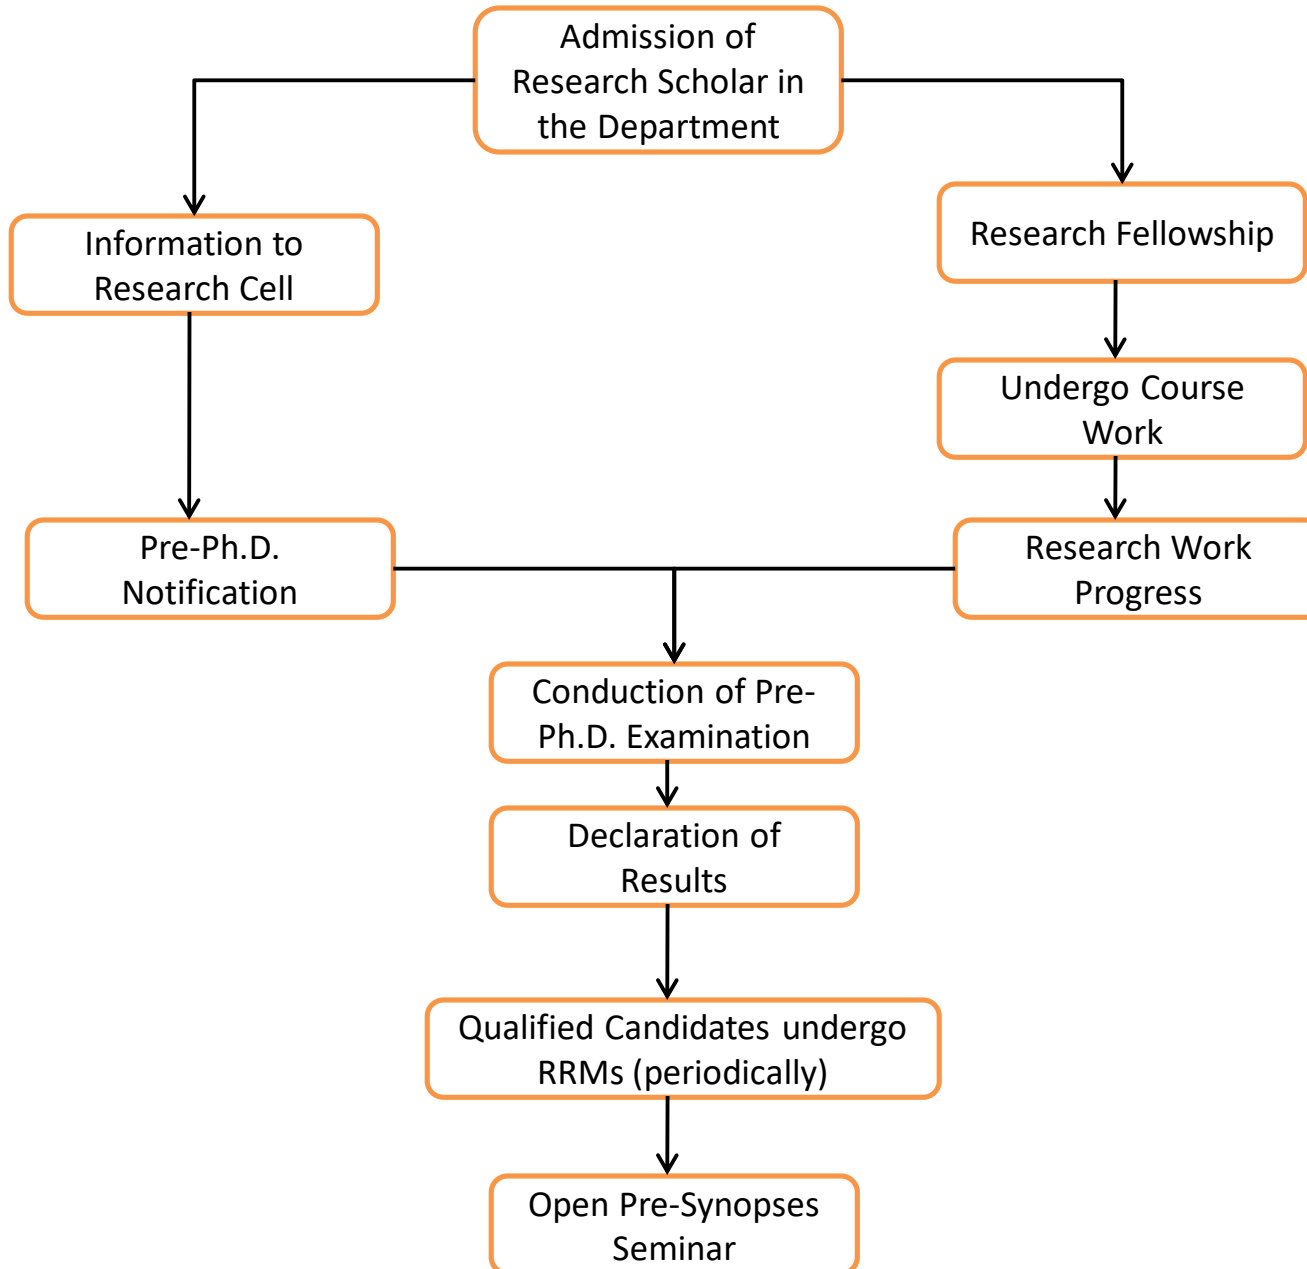 Admission of
Research Scholar in
the Department
Information to
Research Cell
Research Fellowship
Undergo Course
Work
Pre-Ph.D.
Notification
Research Work
Progress
Conduction of Pre-
Ph.D. Examination
Declaration of
Results
Qualified Candidates undergo
RRMs (periodically)
Open Pre-Synopses
Seminar